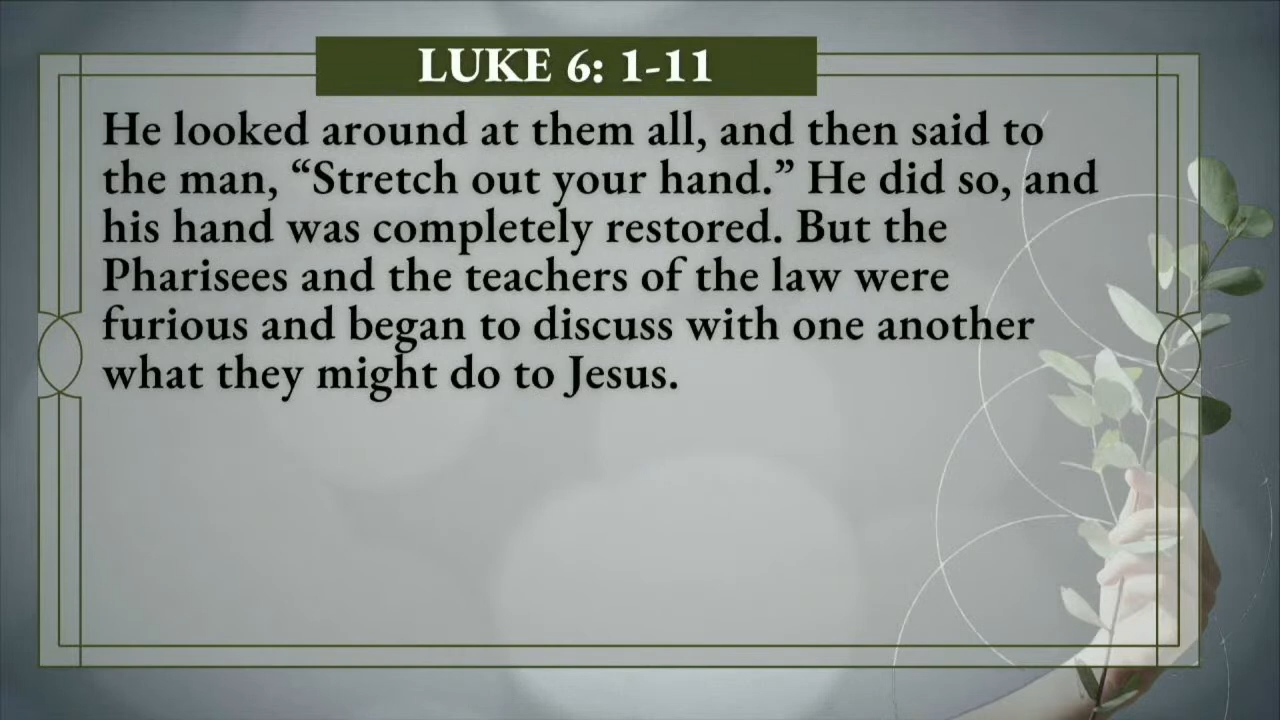 LUKE 6: 1-11
He looked around at them all, and then said to
the man, “Stretch out your hand.” He did so, and
his hand was completely restored. But the
Pharisees and the teachers of the law were
furious and began to discuss with one another
what they might do to Jesus.